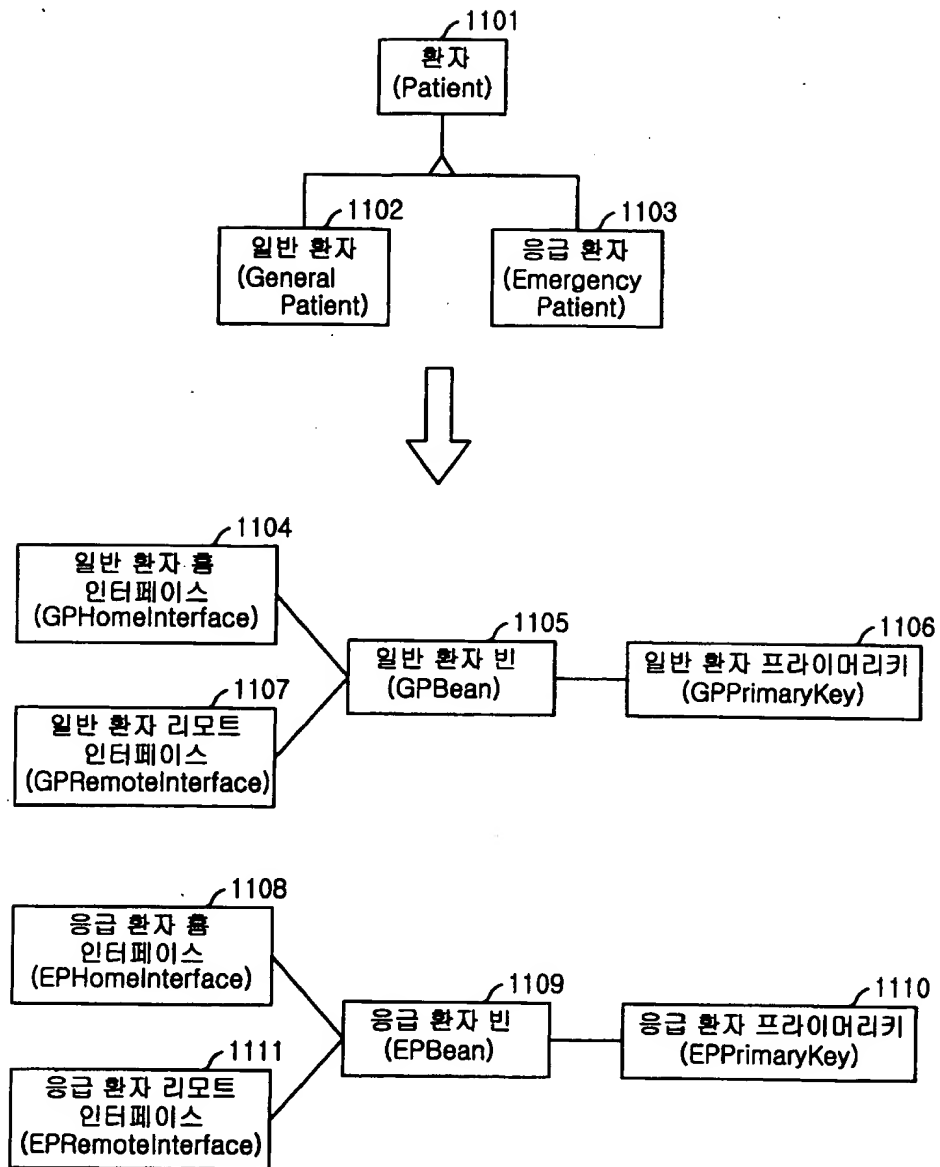 1101
환자
(Patient)
1102
일반 환자
(General
Patient)
1103
응급 환자
(Emergency
Patient)
1104
일반 환자 홈
인터페이스
(GPHomeInterface)
1105
일반 환자 빈
(GPBean)
1106
일반 환자 프라이머리키
(GPPrimaryKey)
1107
일반 환자 리모트
인터페이스
(GPRemoteInterface)
1108
응급 환자 홈
인터페이스
(EPHomeInterface)
1109
응급 환자 빈
(EPBean)
1110
응급 환자 프라이머리키
(EPPrimaryKey)
1111
응급 환자 리모트
인터페이스
(EPRemoteInterface)